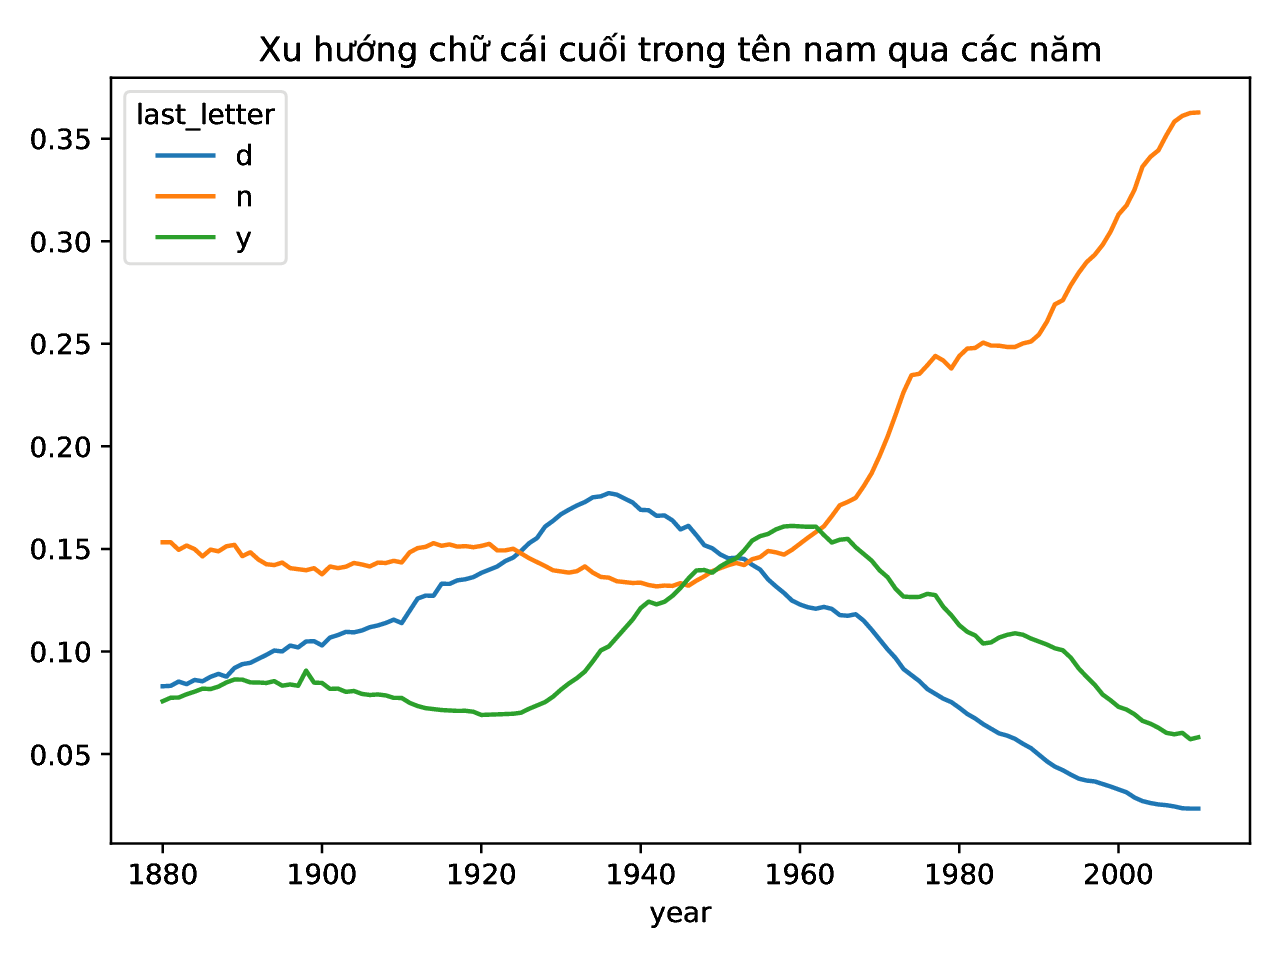 Xu hướng chữ cái cuối trong tên nam qua các năm
last_letter
d
n
y
0.35
0.30
0.25
0.20
0.15
0.10
0.05
1880 1900 1920 1940 1960 1980 2000
year